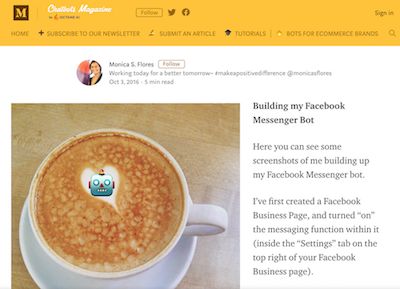 M
Chatbots Magazine
by OCTANE AI
Follow
Sign in
HOME
SUBSCRIBE TO OUR NEWSLETTER
SUBMIT AN ARTICLE
TUTORIALS
BOTS FOR ECOMMERCE BRANDS
Monica S. Flores Follow
Working today for a better tomorrow~ #makeapositivedifference @monicasflores
Oct 3, 2016 · 5 min read
Building my Facebook
Messenger Bot
Here you can see some
screenshots of me building up
my Facebook Messenger bot.
I've first created a Facebook
Business Page, and turned “on”
the messaging function within it
(inside the “Settings” tab on
the top right of your Facebook
Business page).